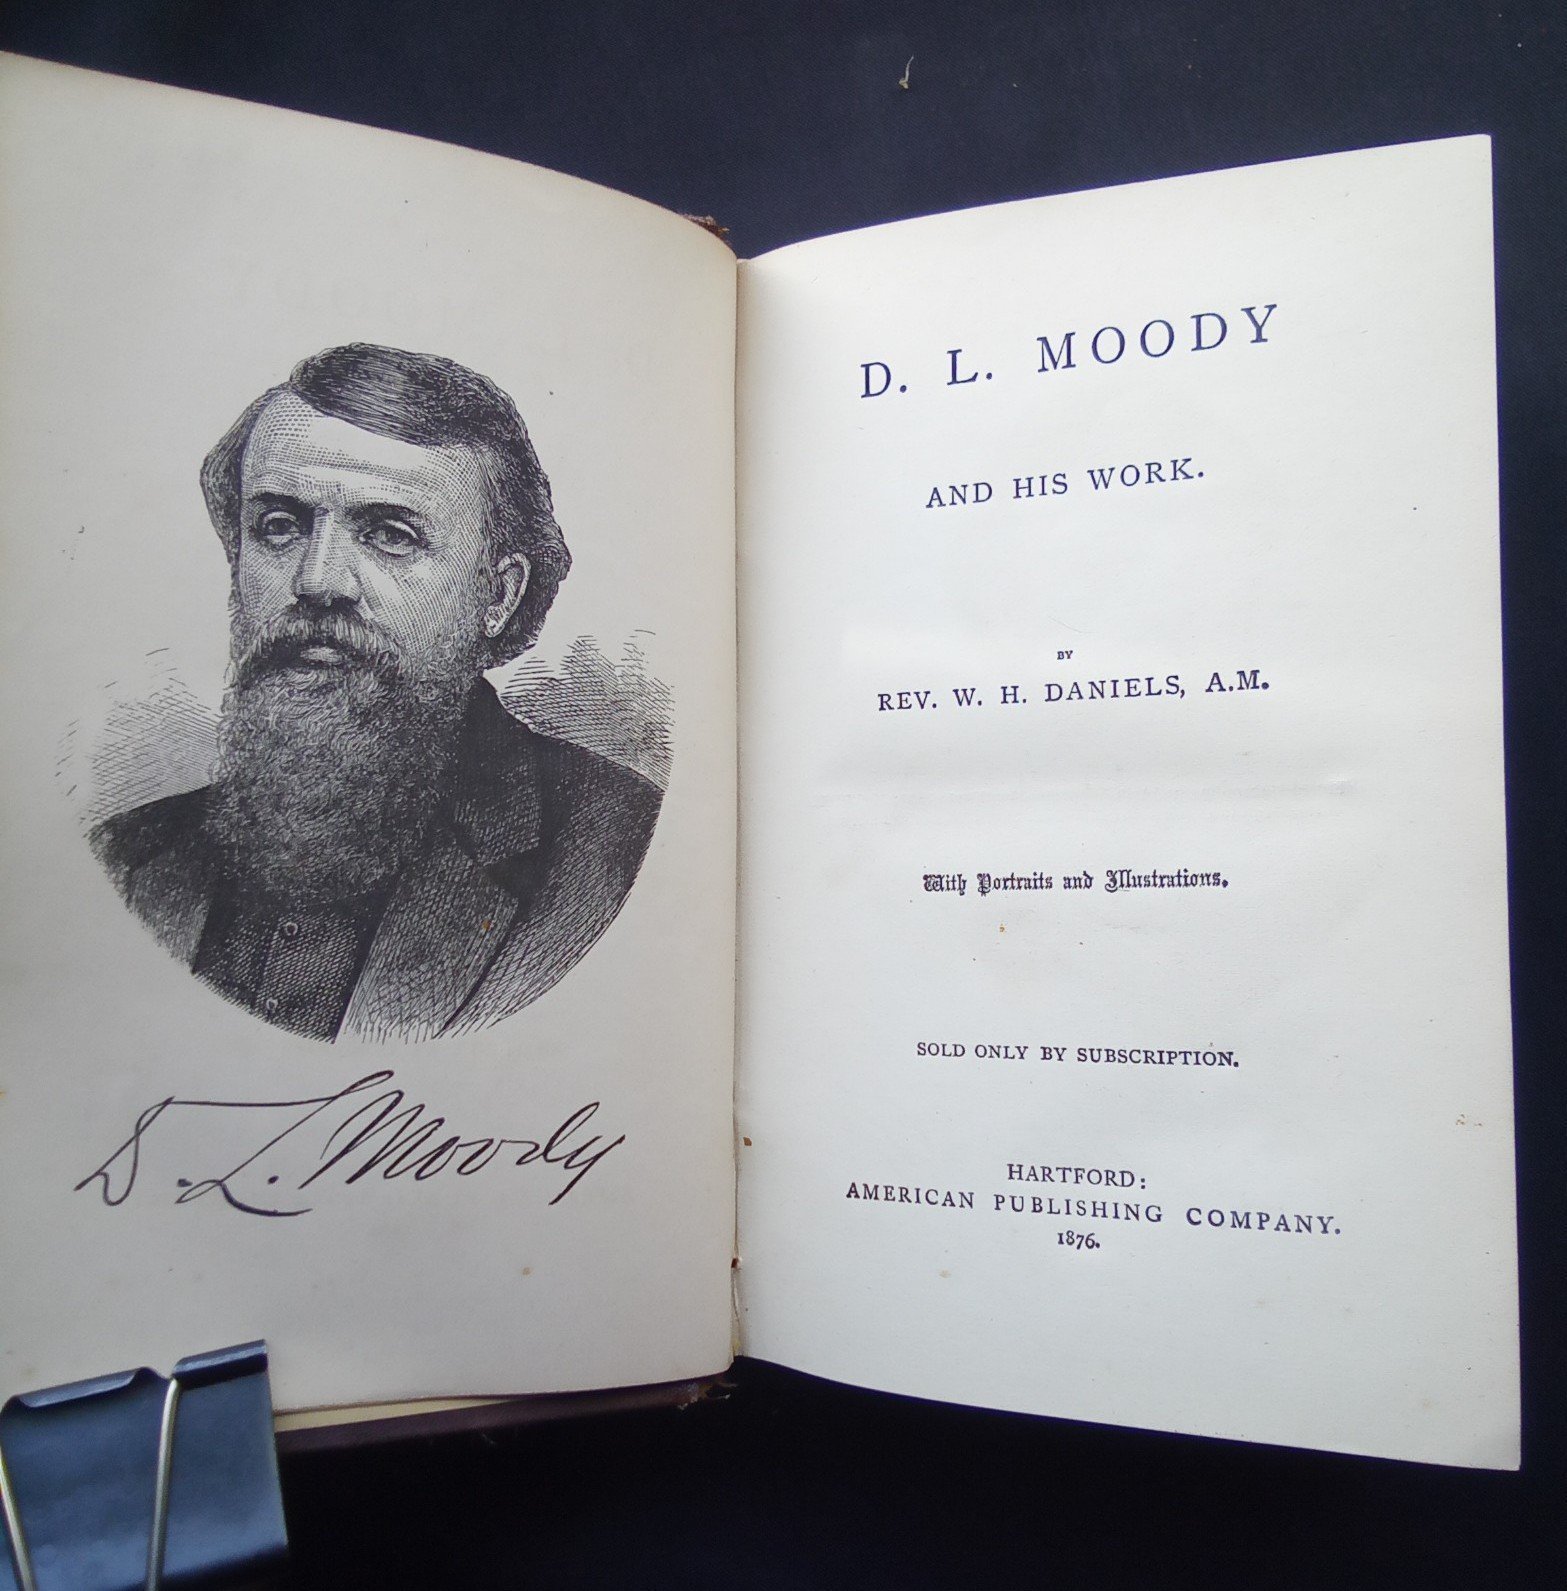 D. L. Moody
D. L. MOODY
AND HIS WORK.
BY
REV. W. H. DANIELS, A.M.
With Portraits and Illustrations.
SOLD ONLY BY SUBSCRIPTION.
HARTFORD:
AMERICAN PUBLISHING COMPANY.
1876.